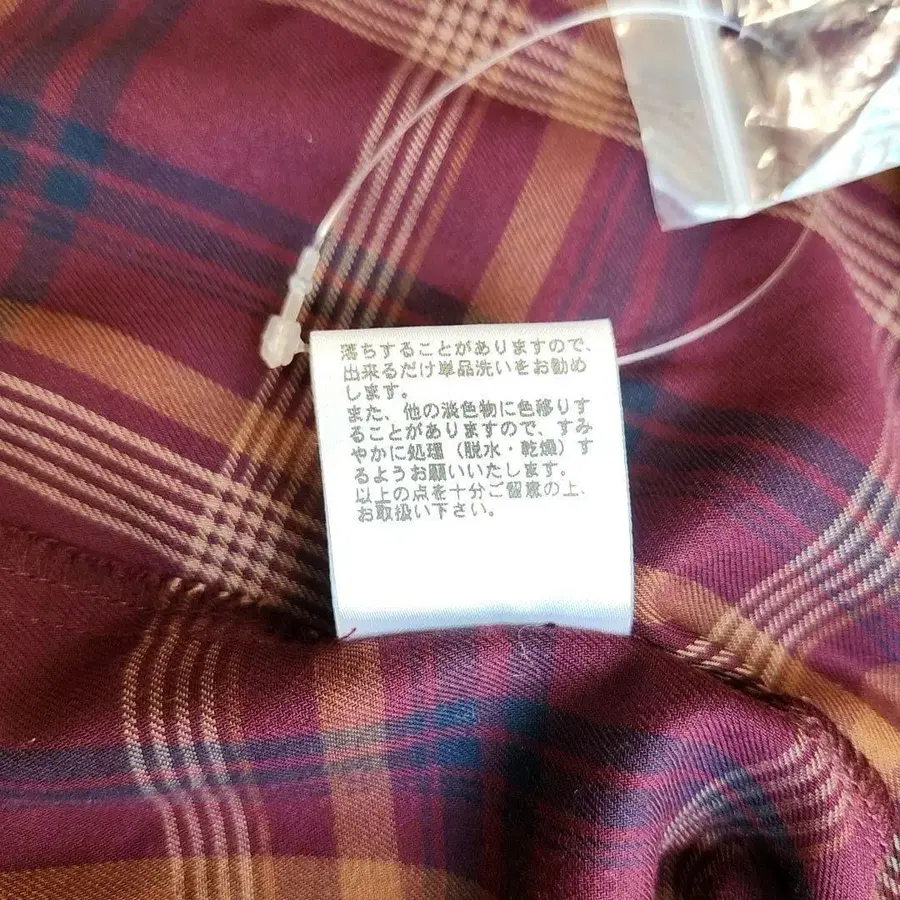 落ちすることがありますので、
出来るだけ単品洗いをお勧め
します。
また、他の淡色物に色移りす
ることがありますので、すみ
やかに処理（脱水・乾燥）す
るようお願いいたします。
以上の点を十分ご留意の上、
お取扱い下さい。